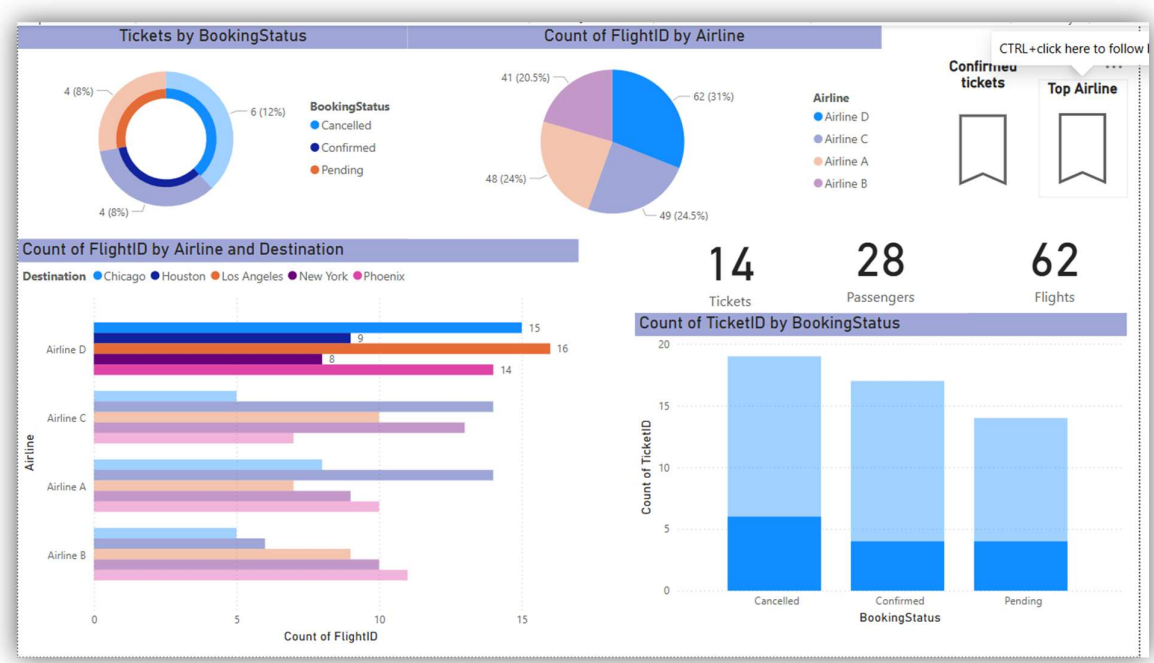 Tickets by BookingStatus
Count of FlightID by Airline
CTRL+click here to follow
4 (8%)
6 (12%)
4 (8%)
BookingStatus
Cancelled
Confirmed
Pending
41 (20.5%)
62 (31%)
48 (24%)
49 (24.5%)
Airline
Airline D
Airline C
Airline A
Airline B
Confirmed
tickets
Top Airline
Count of FlightID by Airline and Destination
Destination Chicago Houston Los Angeles New York Phoenix
Airline
Airline D
15
9
16
8
14
Airline C
Airline A
Airline B
0 5 10 15
Count of FlightID
14
Tickets
28
Passengers
62
Flights
Count of TicketID by BookingStatus
Count of TicketID
20
15
10
5
0
Cancelled Confirmed Pending
BookingStatus